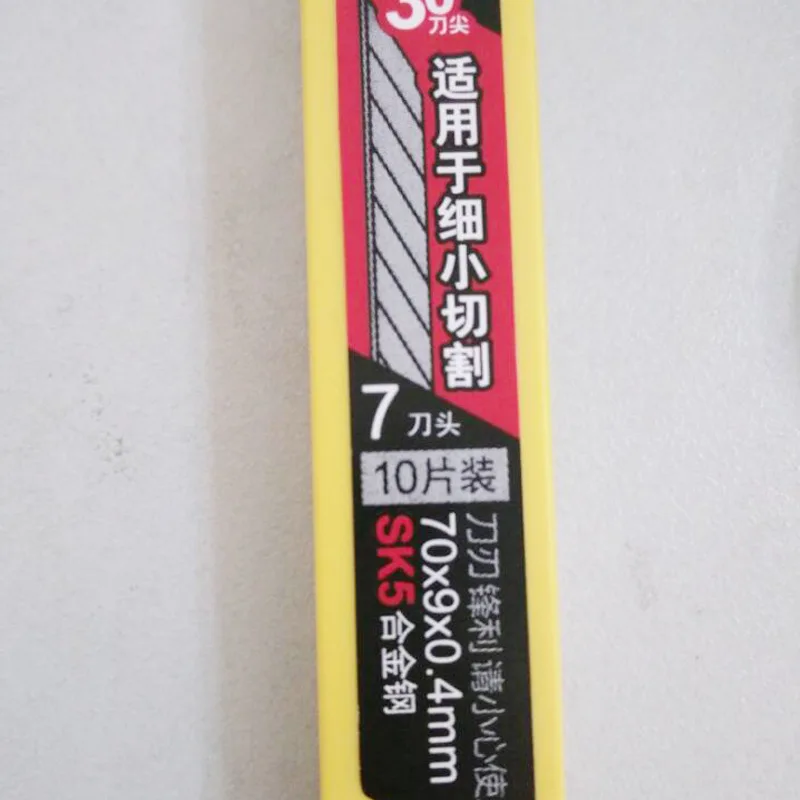 30
刀尖
适用于细小切割
7 刀头
10片装
刀刃锋利 请小心使
70x9x0.4mm
SK5合金钢